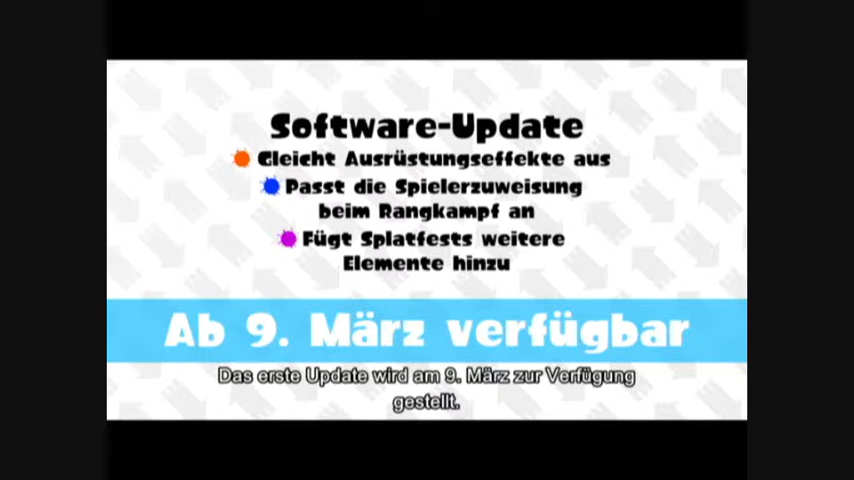 Software-Update
Gleicht Ausrüstungseffekte aus
Passt die Spielerzuweisung
beim Rangkampf an
Fügt Splatfests weitere
Elemente hinzu
Ab 9. März verfügbar
Das erste Update wird am 9. März zur Verfügung
gestellt.